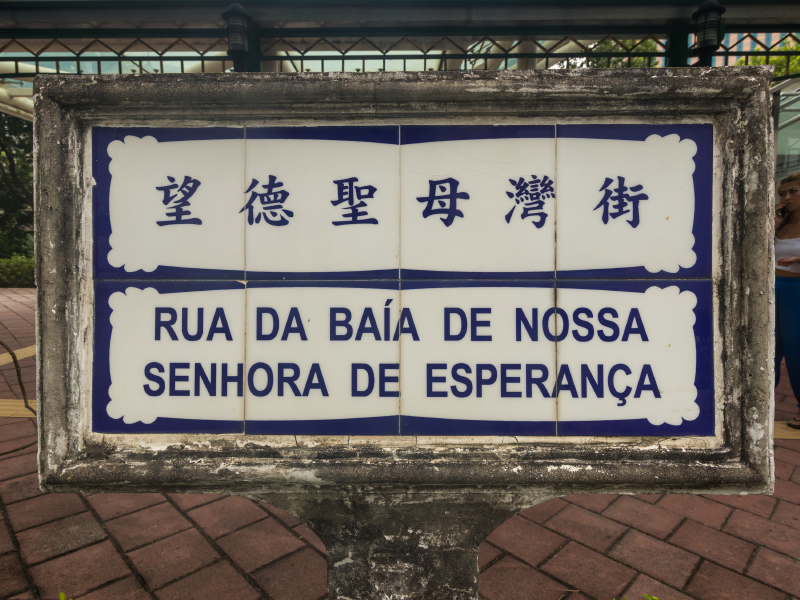 望德聖母灣街
RUA DA BAÍA DE NOSSA
SENHORA DE ESPERANÇA